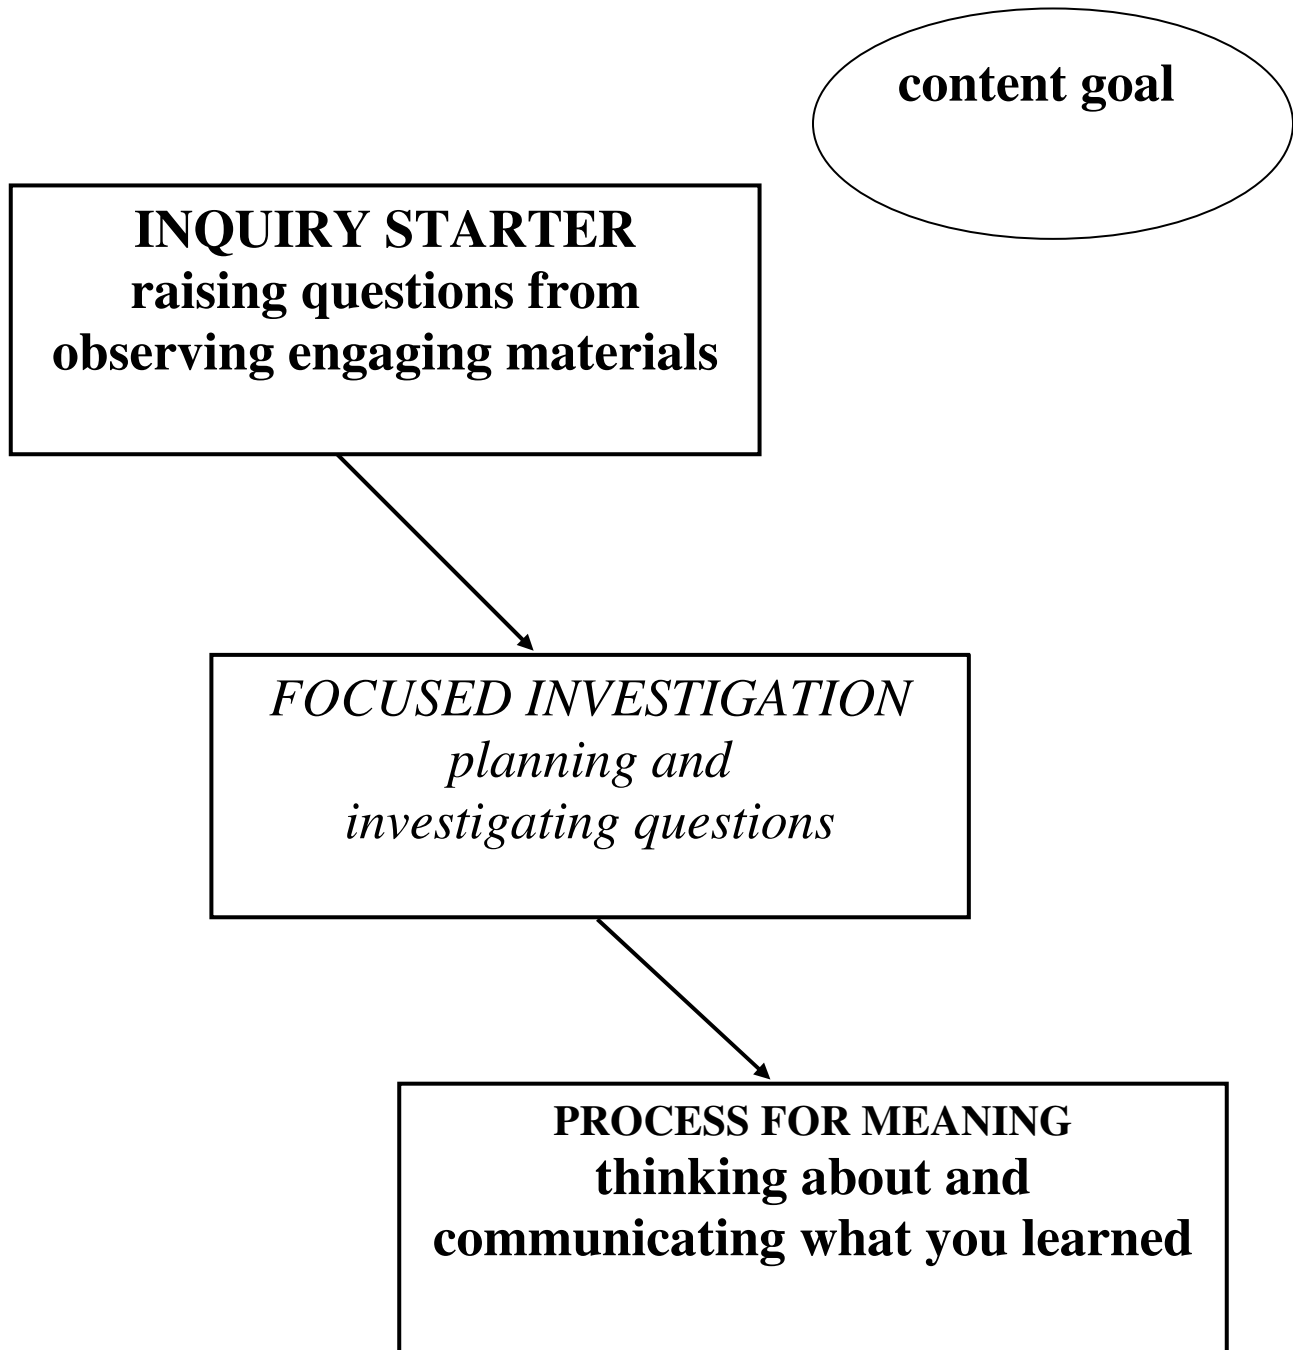 content goal
INQUIRY STARTER
raising questions from
observing engaging materials
FOCUSED INVESTIGATION
planning and
investigating questions
PROCESS FOR MEANING
thinking about and
communicating what you learned